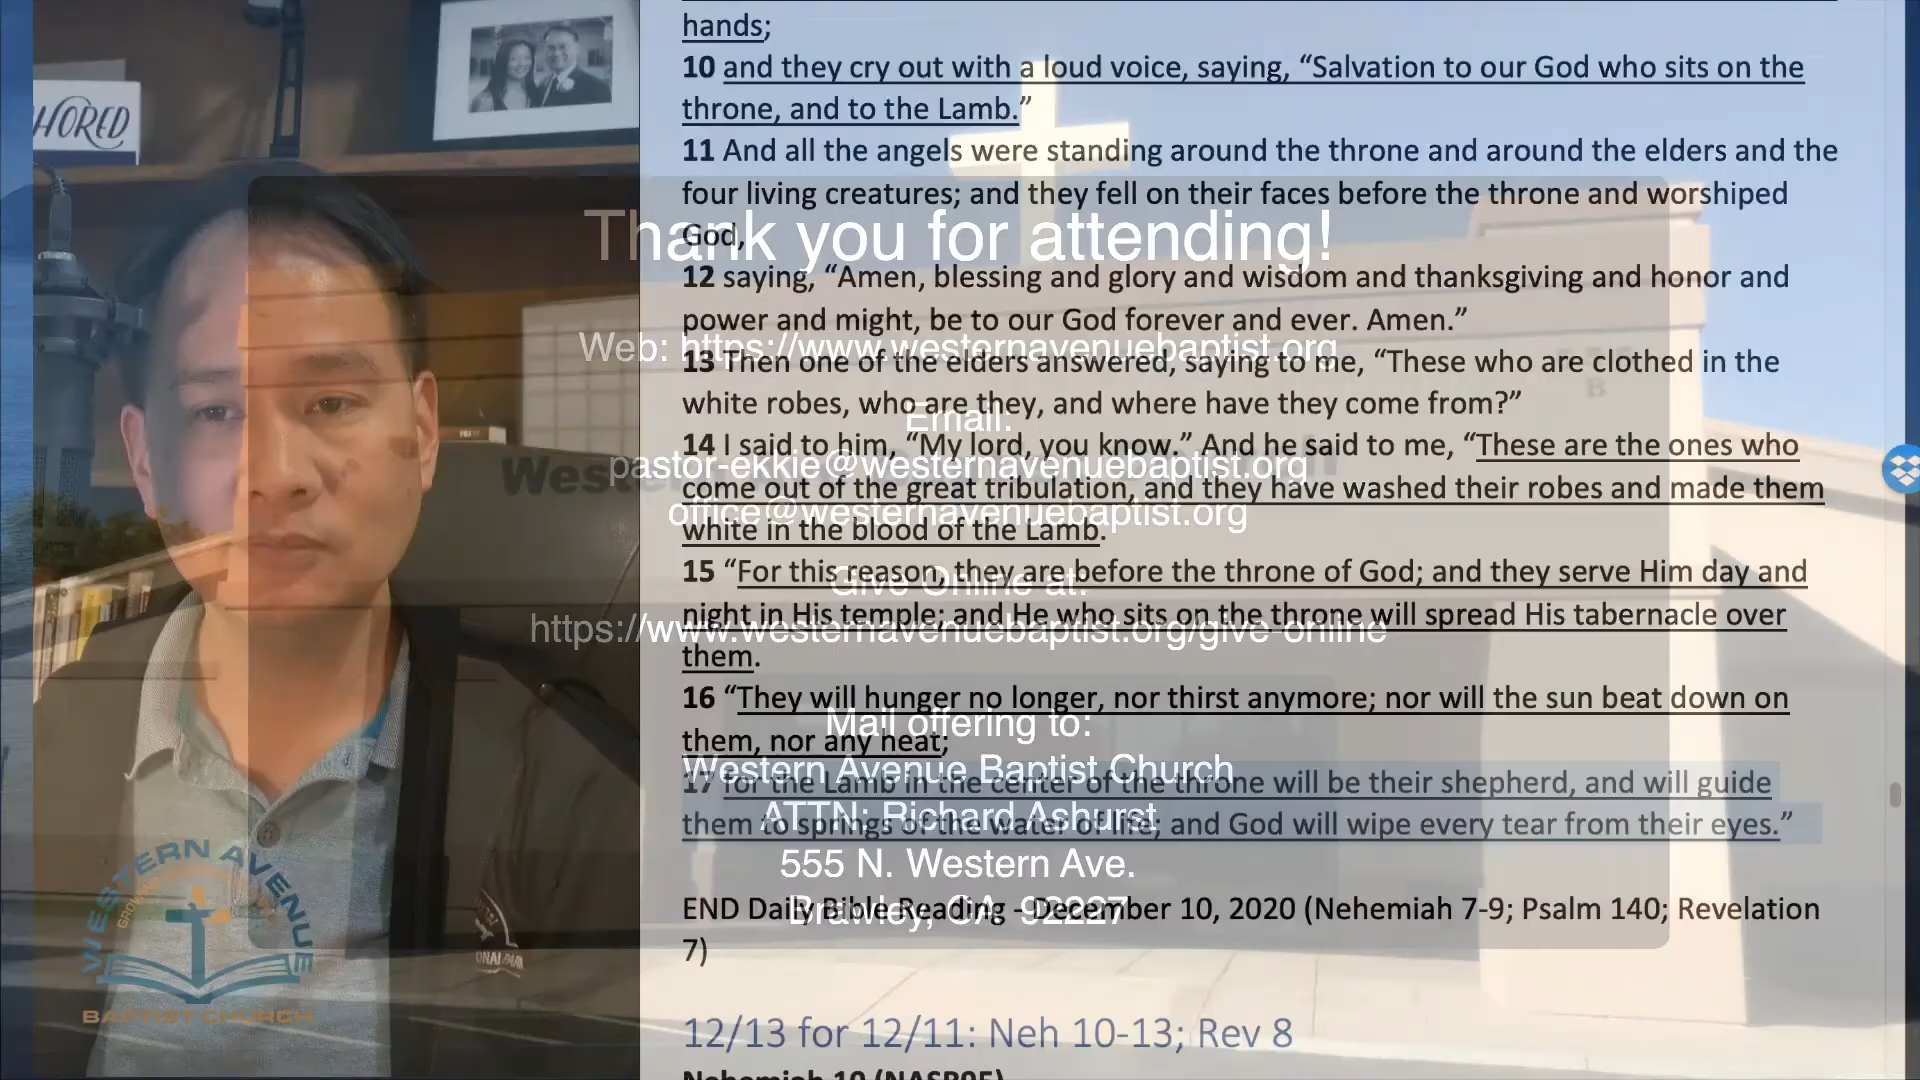 HORED
hands;
10 and they cry out with a loud voice, saying, “Salvation to our God who sits on the
throne, and to the Lamb.”
11 And all the angels were standing around the throne and around the elders and the
four living creatures; and they fell on their faces before the throne and worshiped
God,
12 saying, “Amen, blessing and glory and wisdom and thanksgiving and honor and
power and might, be to our God forever and ever. Amen.”
13 Then one of the elders answered, saying to me, “These who are clothed in the
white robes, who are they, and where have they come from?”
14 I said to him, “My lord, you know.” And he said to me, “These are the ones who
come out of the great tribulation, and they have washed their robes and made them
white in the blood of the Lamb.
15 “For this reason, they are before the throne of God; and they serve Him day and
night in His temple; and He who sits on the throne will spread His tabernacle over
them.
16 “They will hunger no longer, nor thirst anymore; nor will the sun beat down on
them, nor any heat;
17 for the Lamb in the center of the throne will be their shepherd, and will guide
them to springs of the water of life; and God will wipe every tear from their eyes.”
END Daily Bible Reading - December 10, 2020 (Nehemiah 7-9; Psalm 140; Revelation
7)
12/13 for 12/11: Neh 10-13; Rev 8
Nehemiah 10 (NASB95)
Thank you for attending!
Web: https://www.westernavenuebaptist.org
Email:
pastor-ekkie@westernavenuebaptist.org
office@westernavenuebaptist.org
Give Online at:
https://www.westernavenuebaptist.org/give-online
Mail offering to:
Western Avenue Baptist Church
ATTN: Richard Ashurst
555 N. Western Ave.
Brawley, CA 92227
WESTERN AVENUE
BAPTIST CHURCH